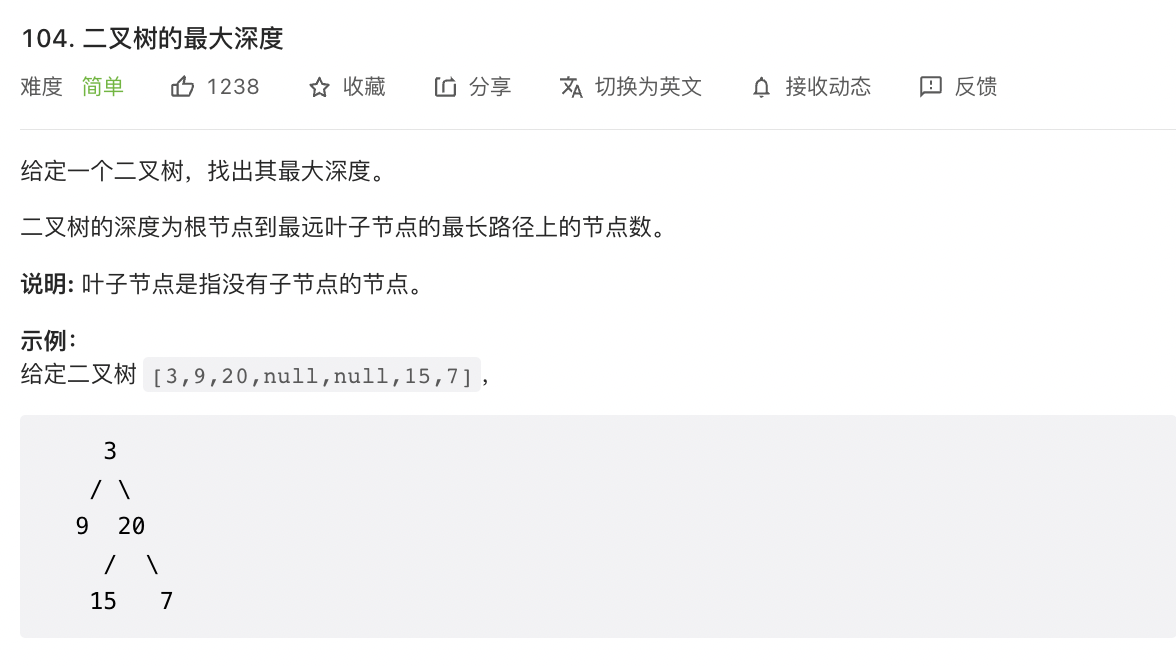 104. 二叉树的最大深度
难度 简单 1238 收藏 分享 切换为英文 接收动态 反馈
给定一个二叉树，找出其最大深度。
二叉树的深度为根节点到最远叶子节点的最长路径上的节点数。
说明: 叶子节点是指没有子节点的节点。
示例：
给定二叉树 [3,9,20,null,null,15,7]，
3
/ \
9 20
/ \
15 7